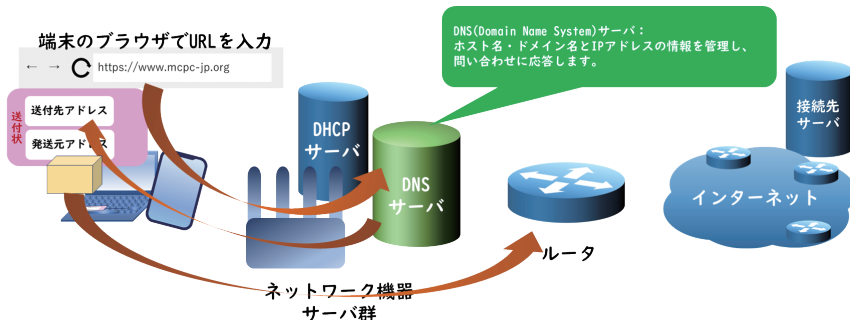 端末のブラウザでURLを入力
← →
https://www.mcpc-jp.org
送付状
送付先アドレス
発送元アドレス
DHCP
サーバ
DNS
サーバ
DNS(Domain Name System)サーバ：
ホスト名・ドメイン名とIPアドレスの情報を管理し、
問い合わせに応答します。
接続先
サーバ
インターネット
ルータ
ネットワーク機器
サーバ群